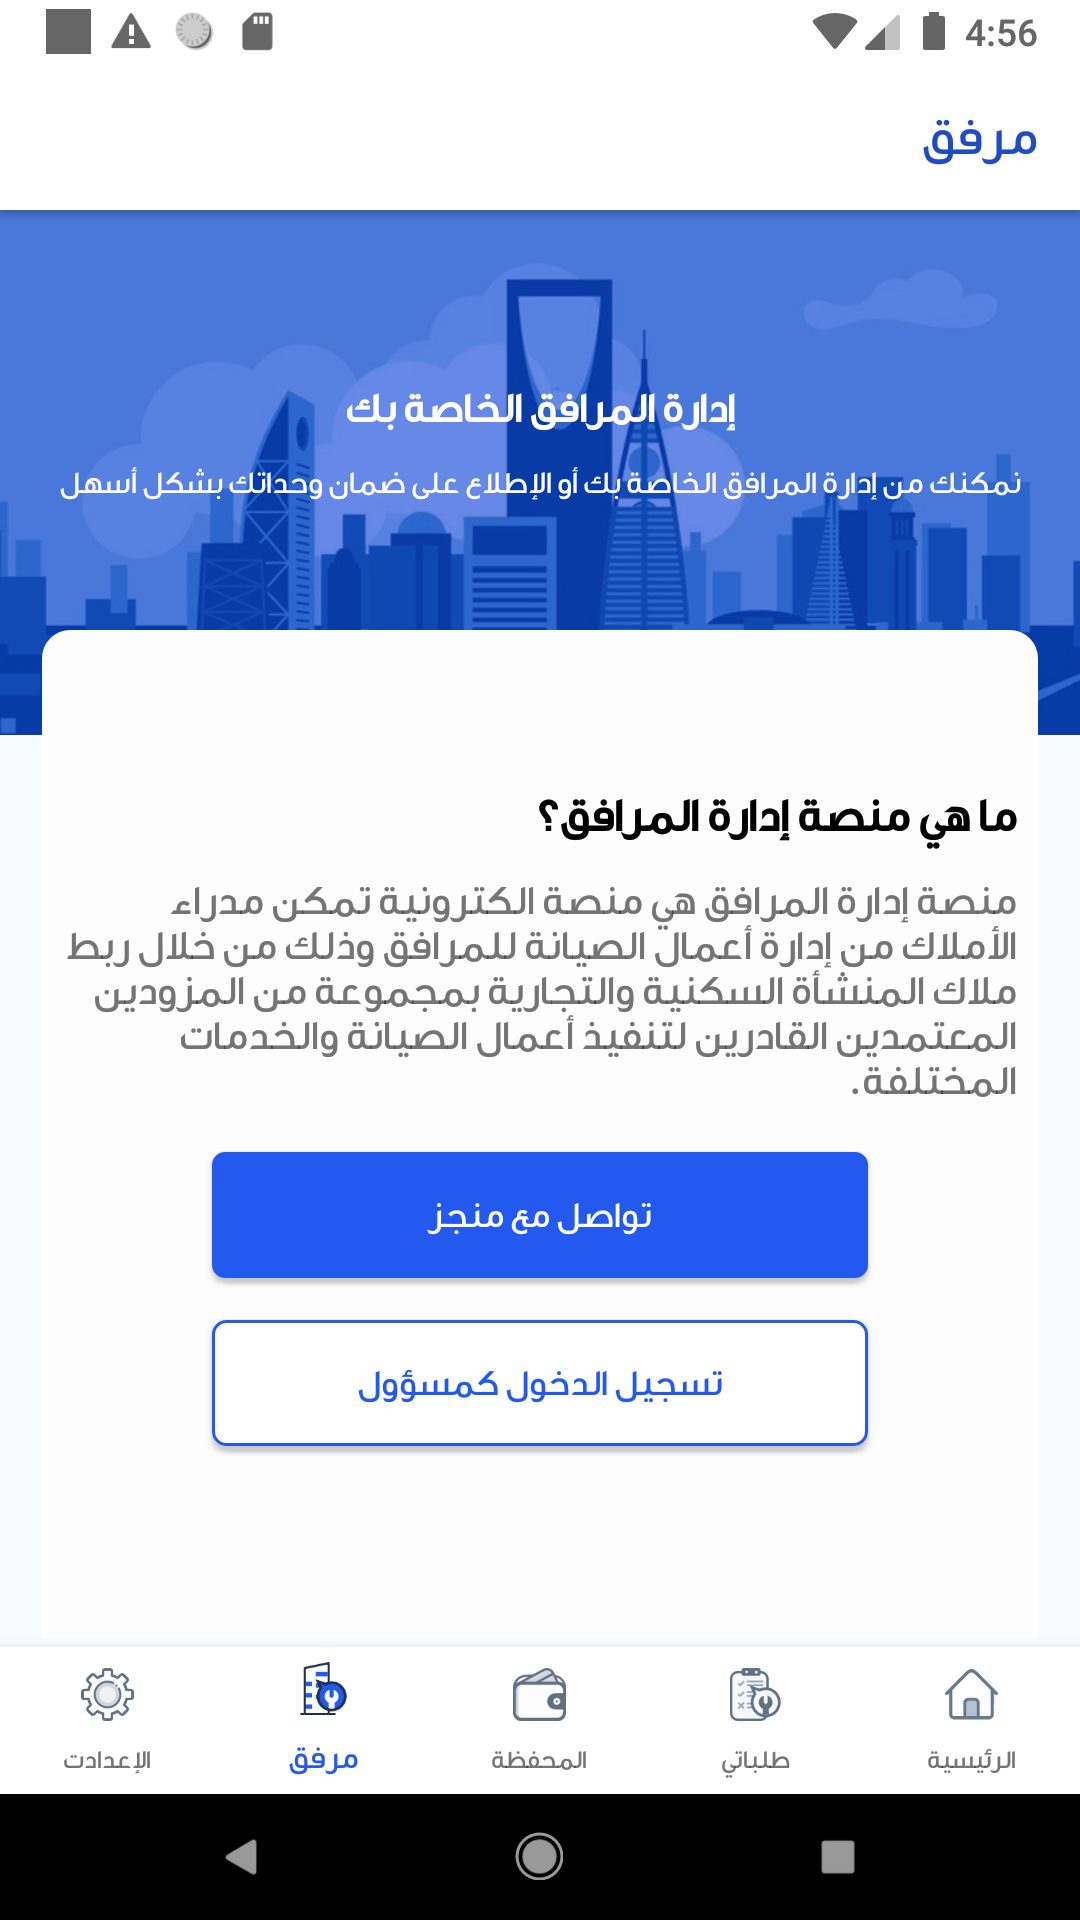 4:56
مرفق
إدارة المرافق الخاصة بك
نمكنك من إدارة المرافق الخاصة بك أو الإطلاع على ضمان وحداتك بشكل أسهل
ما هي منصة إدارة المرافق؟
منصة إدارة المرافق هي منصة الكترونية تمكن مدراء
الأملاك من إدارة أعمال الصيانة للمرافق وذلك من خلال ربط
ملاك المنشأة السكنية والتجارية بمجموعة من المزودين
المعتمدين القادرين لتنفيذ أعمال الصيانة والخدمات
المختلفة.
تواصل مع منجز
تسجيل الدخول كمسؤول
الرئيسية
طلباتي
المحفظة
مرفق
الإعدادت